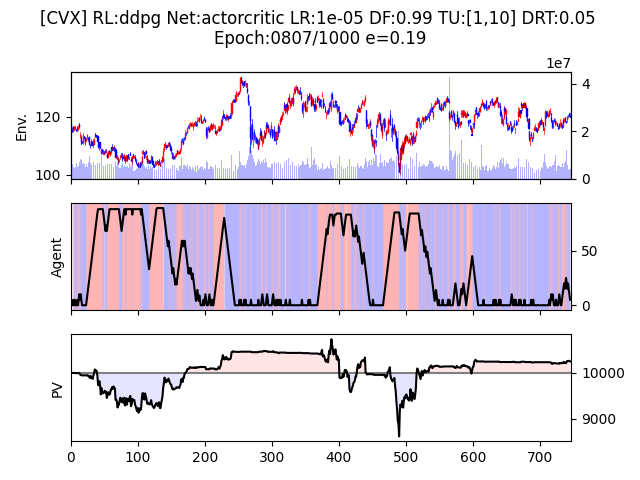 [CVX] RL:ddpg Net:actorcritic LR:1e-05 DF:0.99 TU:[1,10] DRT:0.05
Epoch:0807/1000 e=0.19
1e7
Env.
120
100
4
2
0
Agent
50
0
PV
10000
9000
0 100 200 300 400 500 600 700